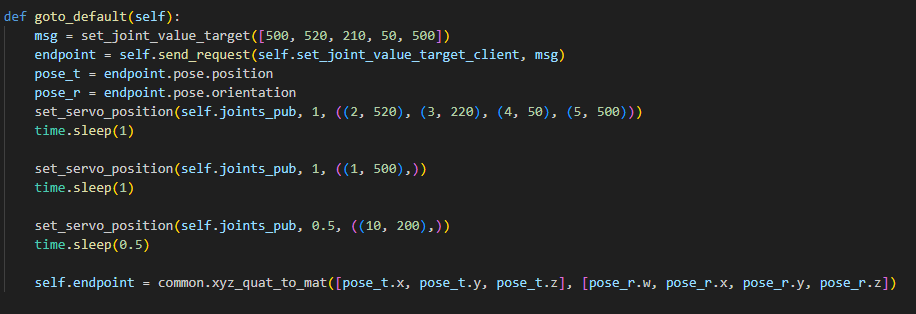 def goto_default(self):
    msg = set_joint_value_target([500, 520, 210, 50, 500])
    endpoint = self.send_request(self.set_joint_value_target_client, msg)
    pose_t = endpoint.pose.position
    pose_r = endpoint.pose.orientation
    set_servo_position(self.joints_pub, 1, ((2, 520), (3, 220), (4, 50), (5, 500)))
    time.sleep(1)

    set_servo_position(self.joints_pub, 1, ((1, 500),))
    time.sleep(1)

    set_servo_position(self.joints_pub, 0.5, ((10, 200),))
    time.sleep(0.5)

    self.endpoint = common.xyz_quat_to_mat([pose_t.x, pose_t.y, pose_t.z], [pose_r.w, pose_r.x, pose_r.y, pose_r.z])